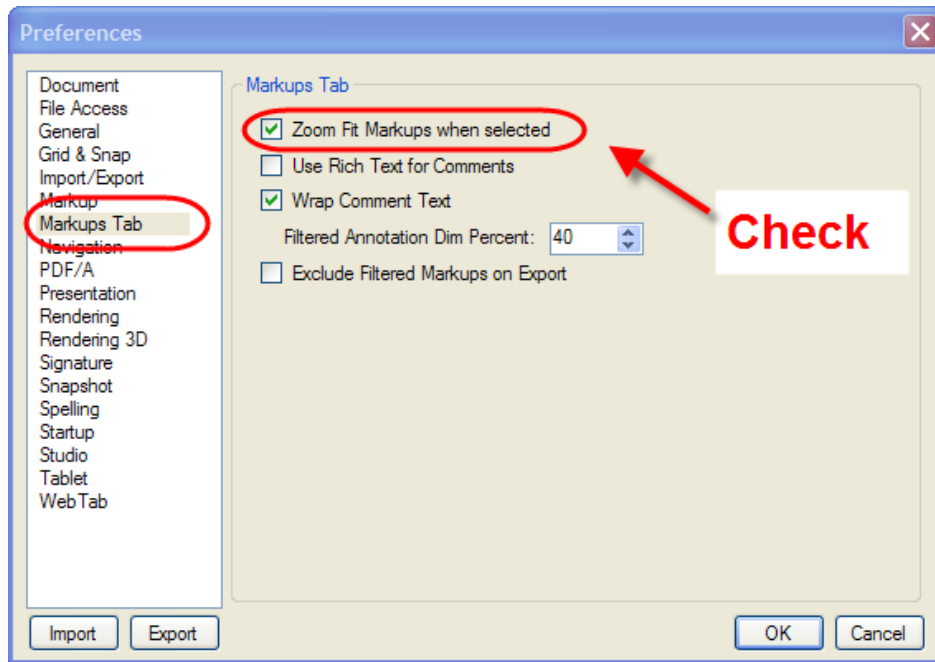 Preferences
Document
File Access
General
Grid & Snap
Import/Export
Markup
Markups Tab
Navigation
PDF/A
Presentation
Rendering
Rendering 3D
Signature
Snapshot
Spelling
Startup
Studio
Tablet
WebTab
Markups Tab
Zoom Fit Markups when selected
Use Rich Text for Comments
Wrap Comment Text
Filtered Annotation Dim Percent: 40
Exclude Filtered Markups on Export
Check
Import Export
OK Cancel